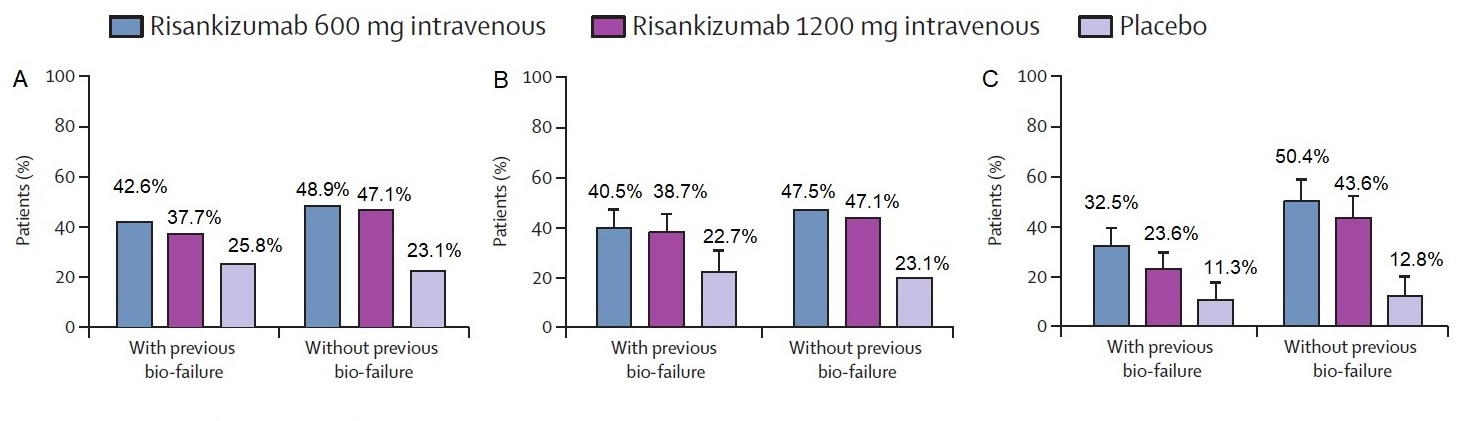 Risankizumab 600 mg intravenous Risankizumab 1200 mg intravenous Placebo
A
Patients (%)
100
80
60
40
20
0
42.6%
37.7%
25.8%
48.9%
47.1%
23.1%
With previous
bio-failure
Without previous
bio-failure
B
Patients (%)
100
80
60
40
20
0
40.5%
38.7%
22.7%
47.5%
47.1%
23.1%
With previous
bio-failure
Without previous
bio-failure
C
Patients (%)
100
80
60
40
20
0
32.5%
23.6%
11.3%
50.4%
43.6%
12.8%
With previous
bio-failure
Without previous
bio-failure